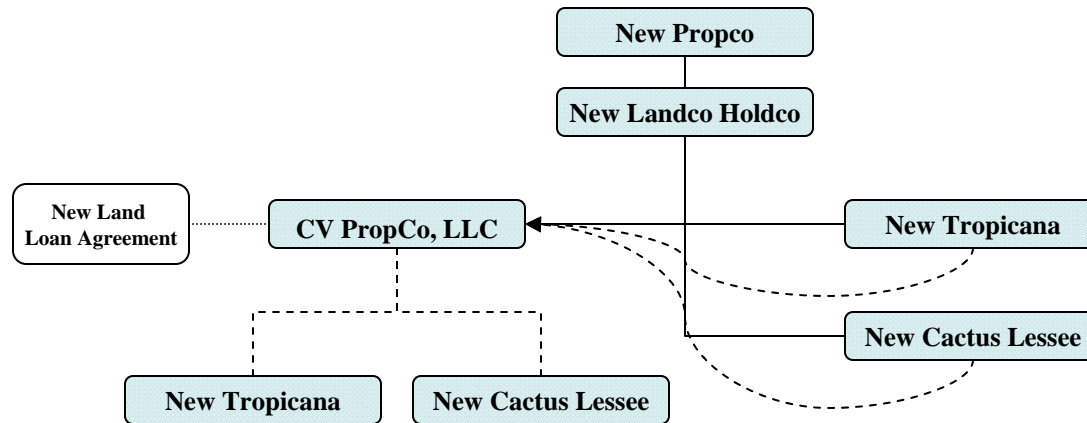 New Propco
New Landco Holdco
New Land
Loan Agreement
CV PropCo, LLC
New Tropicana
New Cactus Lessee
New Tropicana
New Cactus Lessee